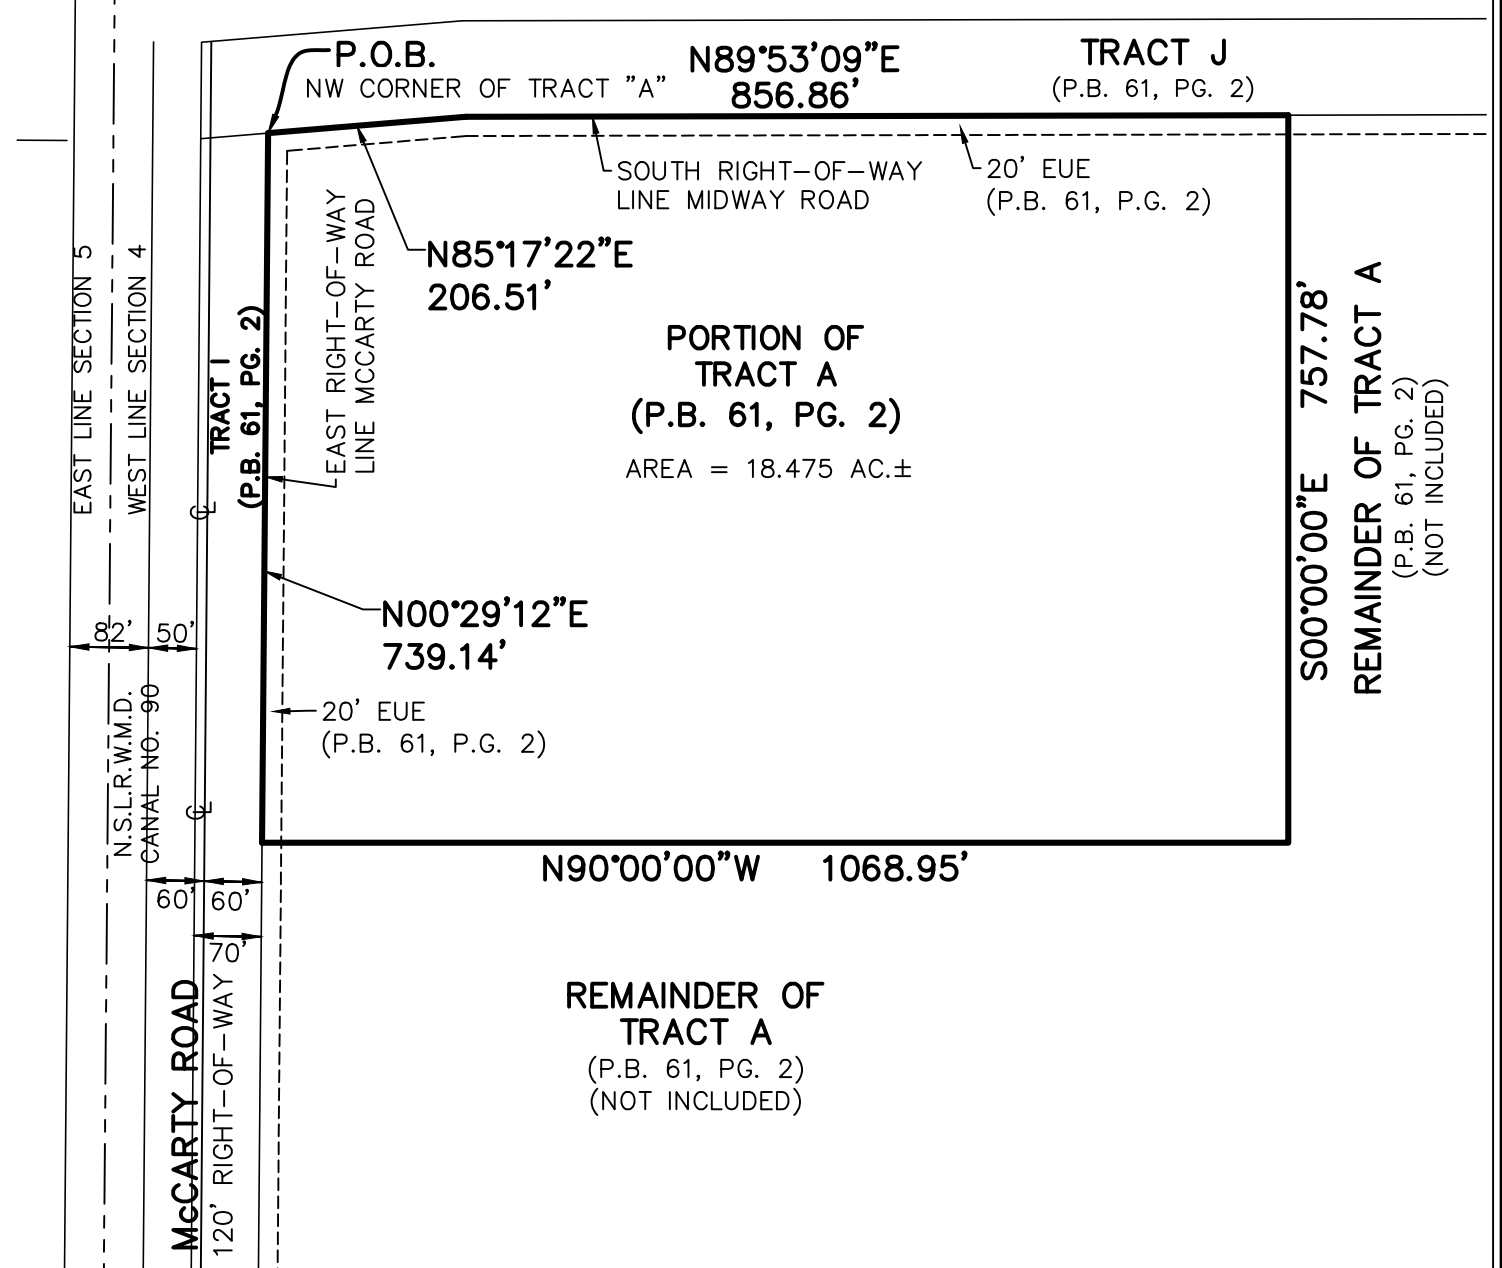 P.O.B.
NW CORNER OF TRACT "A"
N89°53'09"E
856.86'
TRACT J
(P.B. 61, PG. 2)
SOUTH RIGHT-OF-WAY
LINE MIDWAY ROAD
20' EUE
(P.B. 61, P.G. 2)
EAST LINE SECTION 5
WEST LINE SECTION 4
TRACT I
(P.B. 61, PG. 2)
EAST RIGHT-OF-WAY
LINE MCCARTY ROAD
N85°17'22"E
206.51'
PORTION OF
TRACT A
(P.B. 61, PG. 2)
AREA = 18.475 AC.±
S00°00'00"E 757.78'
REMAINDER OF TRACT A
(P.B. 61, PG. 2)
(NOT INCLUDED)
℄
N00°29'12"E
739.14'
82'
50'
20' EUE
(P.B. 61, P.G. 2)
N.S.L.R.W.M.D.
CANAL NO. 90
℄
N90°00'00"W 1068.95'
60'
60'
70'
McCARTY ROAD
120' RIGHT-OF-WAY
REMAINDER OF
TRACT A
(P.B. 61, PG. 2)
(NOT INCLUDED)